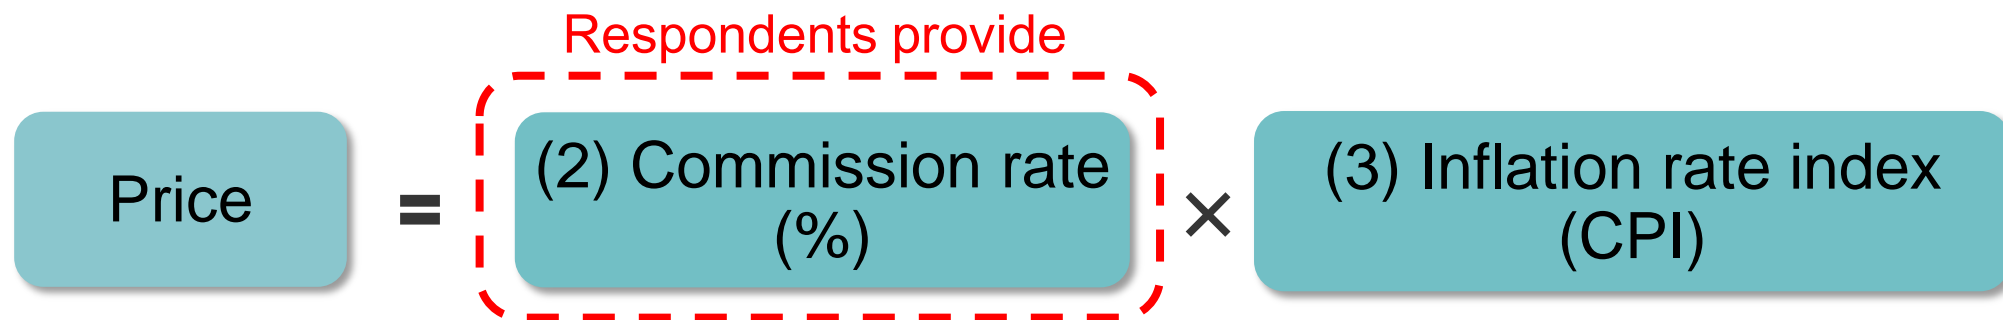 Respondents provide
Price
=
(2) Commission rate
(%)
×
(3) Inflation rate index
(CPI)